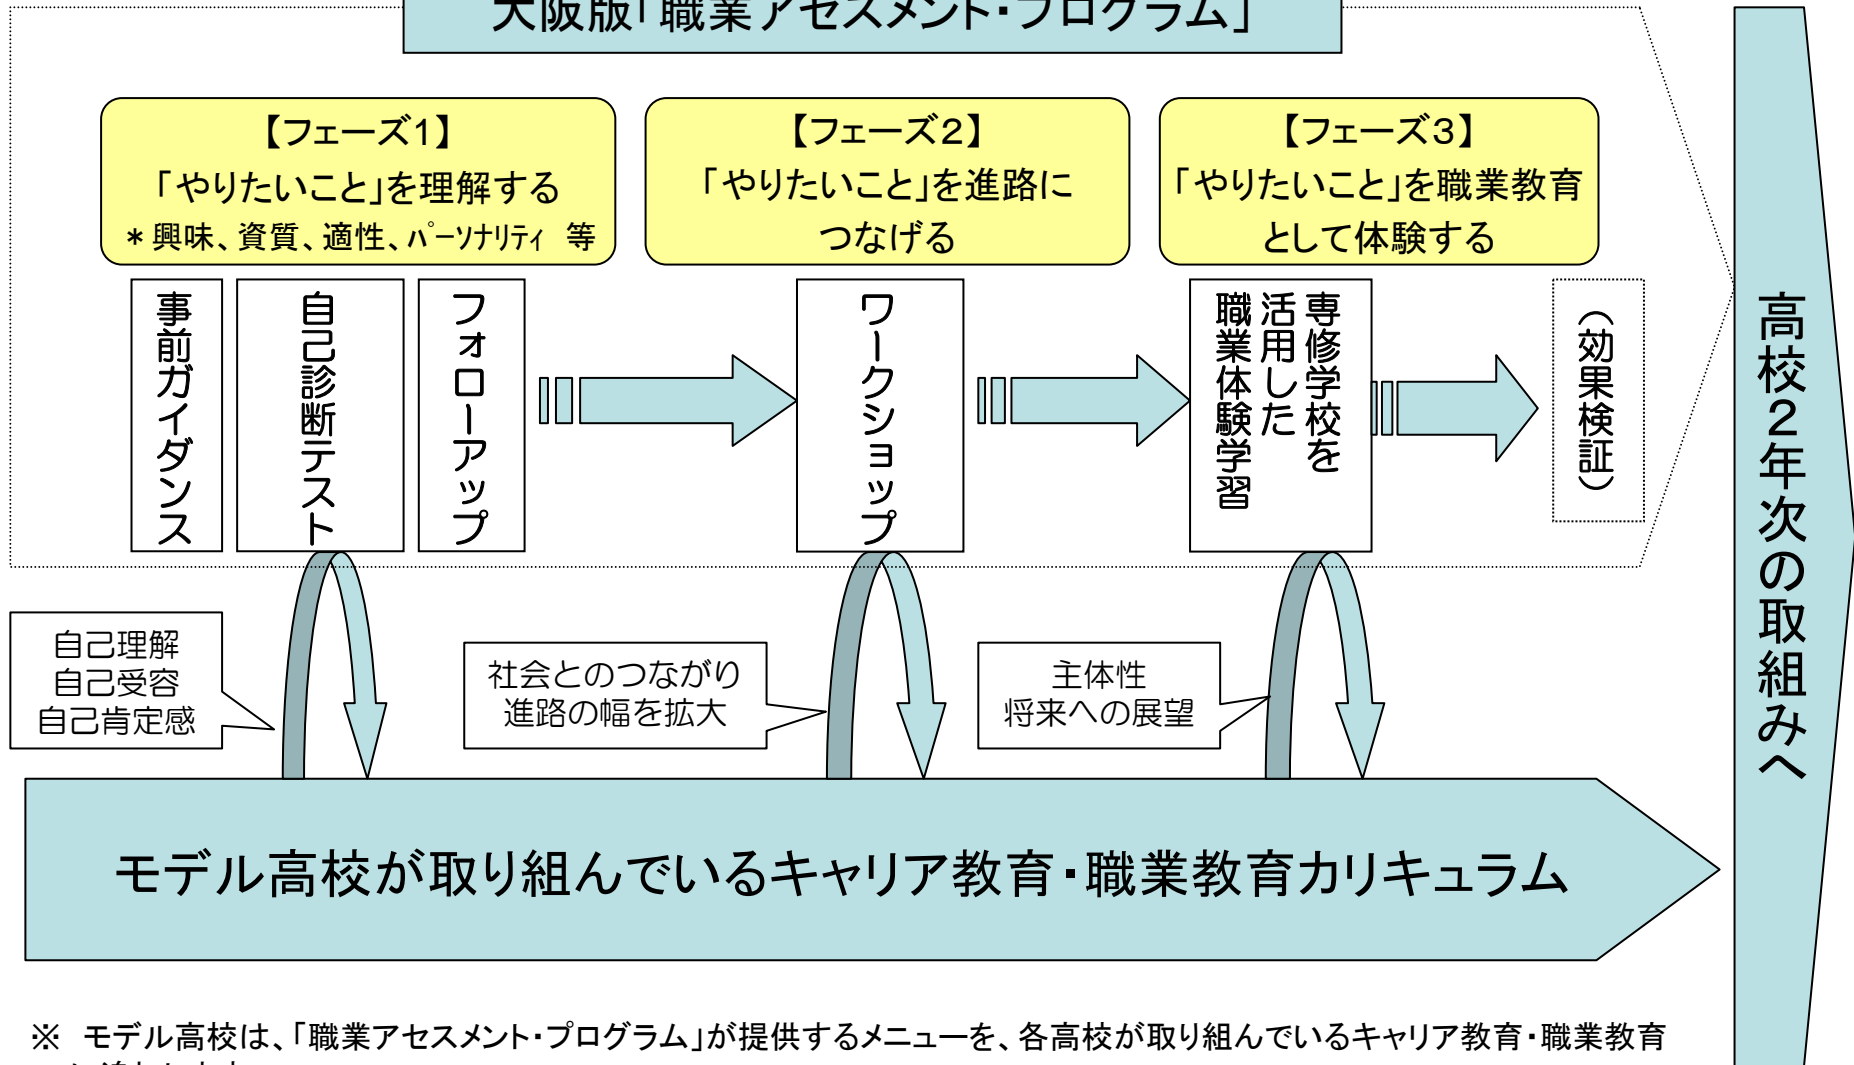 大阪版「職業アセスメント・プログラム」
【フェーズ1】
「やりたいこと」を理解する
＊興味、資質、適性、ﾊﾟｰｿﾅﾘﾃｨ 等
【フェーズ2】
「やりたいこと」を進路に
つなげる
【フェーズ3】
「やりたいこと」を職業教育
として体験する
事前ガイダンス
自己診断テスト
フォローアップ
ワークショップ
専修学校を
活用した
職業体験学習
（効果検証）
高校2年次の取組みへ
自己理解
自己受容
自己肯定感
社会とのつながり
進路の幅を拡大
主体性
将来への展望
モデル高校が取り組んでいるキャリア教育・職業教育カリキュラム
※ モデル高校は、「職業アセスメント・プログラム」が提供するメニューを、各高校が取り組んでいるキャリア教育・職業教育